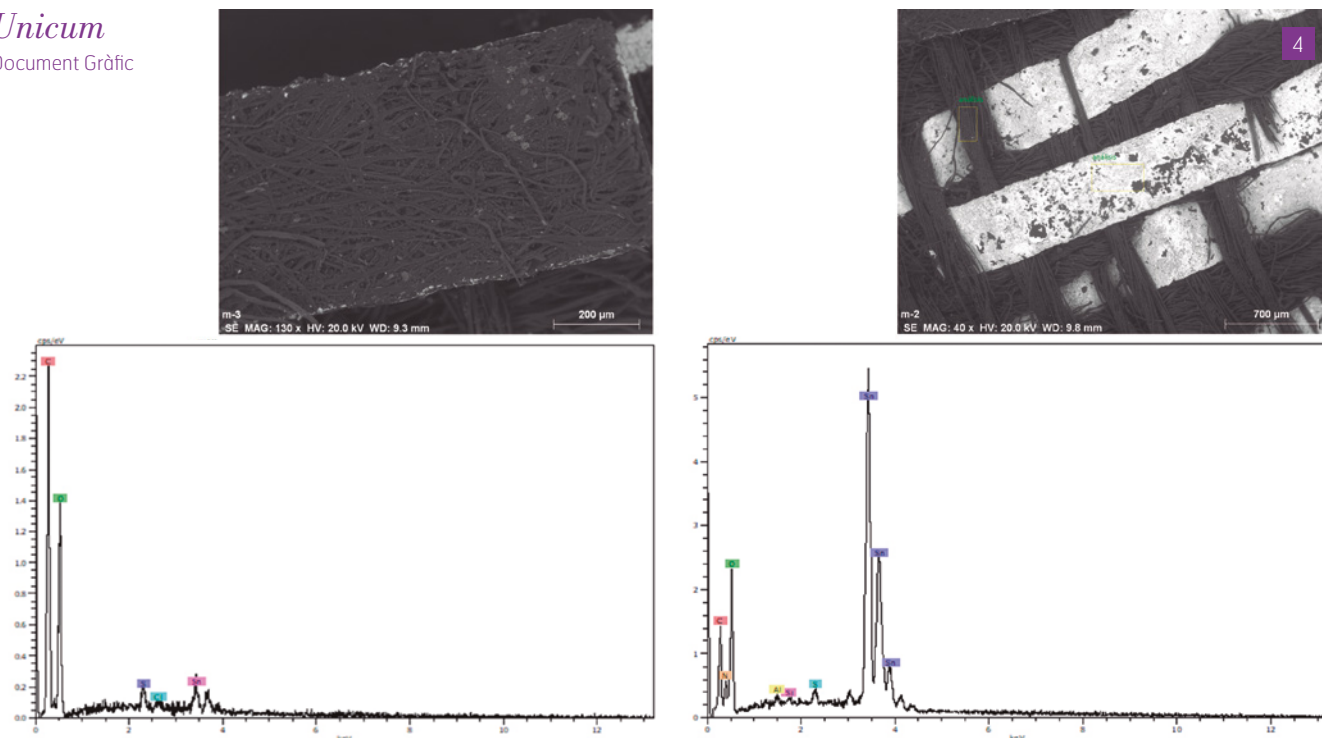 Unicum
Document Gràfic
4
m-3
SE MAG: 130 x HV: 20.0 kV WD: 9.3 mm
200 µm
m-2
SE MAG: 40 x HV: 20.0 kV WD: 9.8 mm
700 µm
cps/eV
C
O
S
Cl
Sn
2.2
2.0
1.8
1.6
1.4
1.2
1.0
0.8
0.6
0.4
0.2
0.0
0 2 4 6 8 10 12
cps/eV
Sn
Sn
Sn
O
C
N
Al
Si
S
5
4
3
2
1
0
0 2 4 6 8 10 12